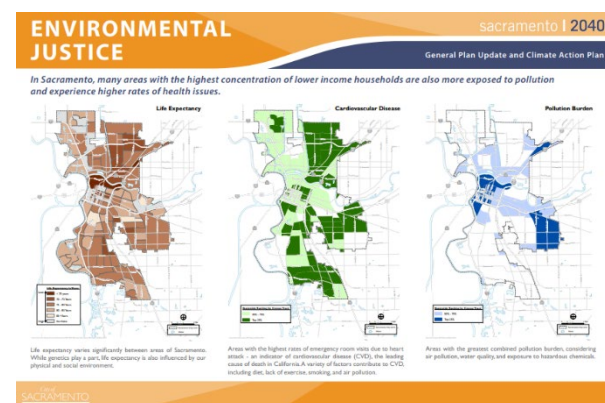 ENVIRONMENTAL
JUSTICE
sacramento | 2040
General Plan Update and Climate Action Plan
In Sacramento, many areas with the highest concentration of lower income households are also more exposed to pollution
and experience higher rates of health issues.
Life Expectancy
Cardiovascular Disease
Pollution Burden
Life expectancy varies significantly between areas of Sacramento.
While genetics play a part, life expectancy is also influenced by our
physical and social environment.
Areas with the highest rates of emergency room visits due to heart
attack - an indicator of cardiovascular disease (CVD), the leading
cause of death in California. A variety of factors contribute to CVD,
including diet, lack of exercise, smoking, and air pollution.
Areas with the greatest combined pollution burden, considering
air pollution, water quality, and exposure to hazardous chemicals.
City of
SACRAMENTO